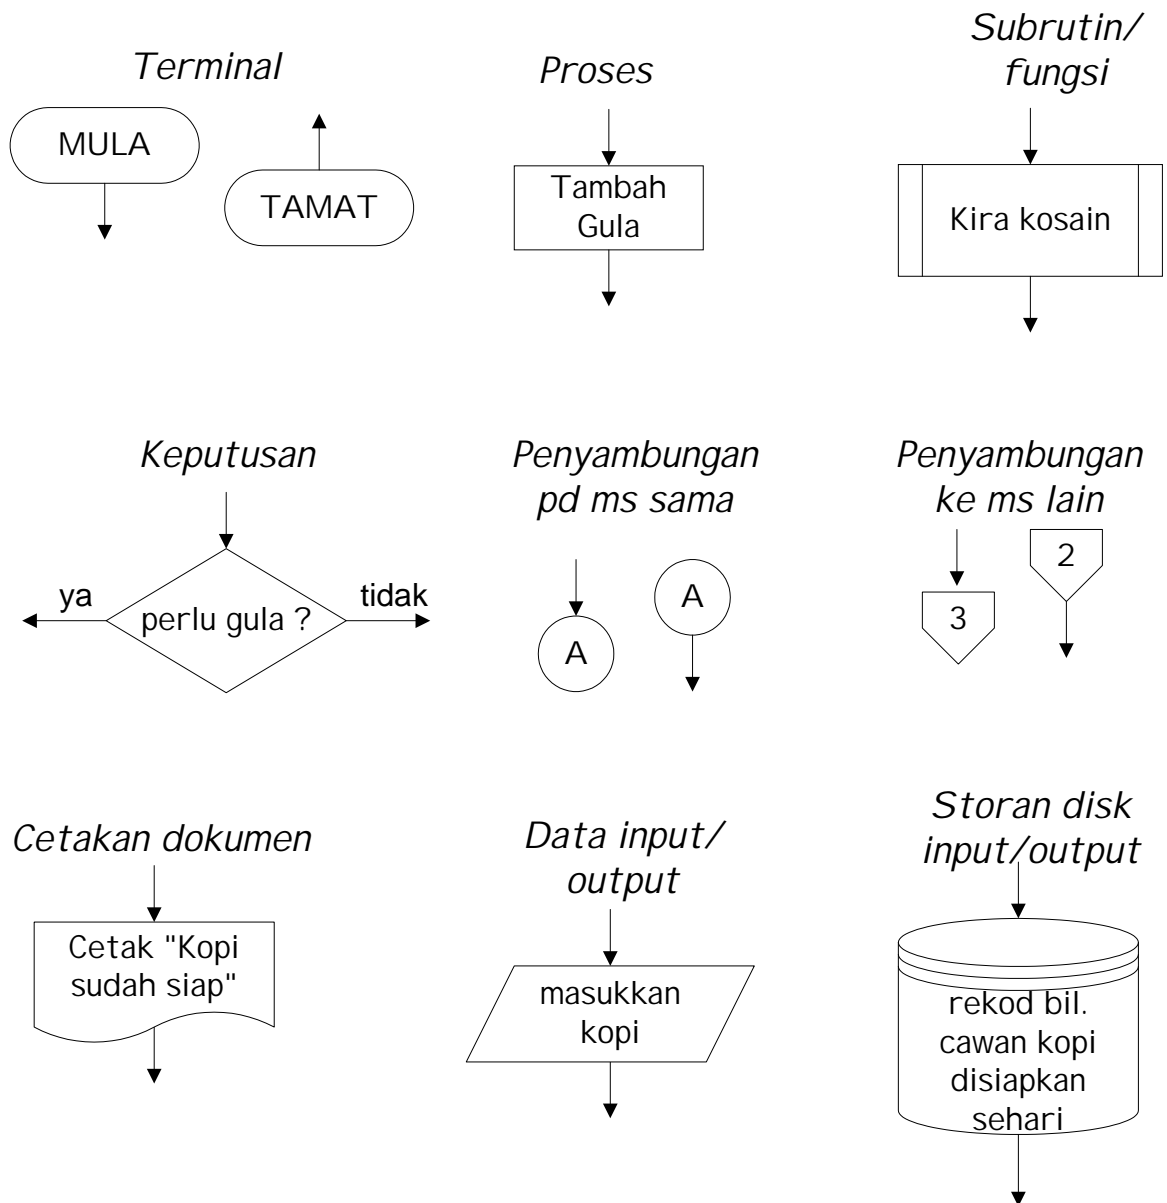 Terminal
MULA
TAMAT
Proses
Tambah
Gula
Subrutin/
fungsi
Kira kosain
Keputusan
ya
perlu gula ?
tidak
Penyambungan
pd ms sama
A
A
Penyambungan
ke ms lain
3
2
Cetakan dokumen
Cetak "Kopi
sudah siap"
Data input/
output
masukkan
kopi
Storan disk
input/output
rekod bil.
cawan kopi
disiapkan
sehari